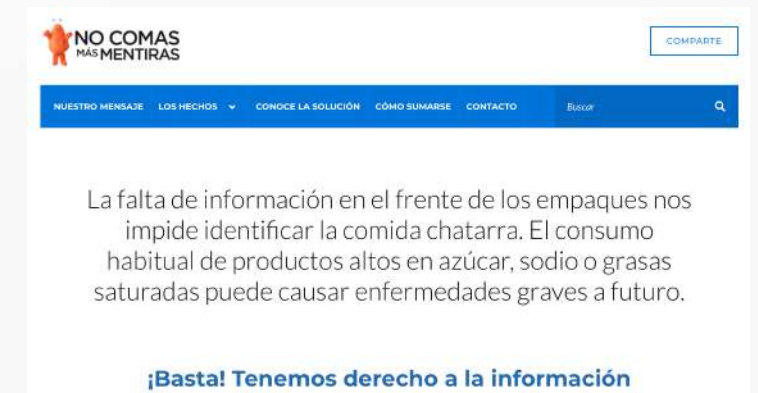 NO COMAS
MÁS MENTIRAS
COMPARTE
NUESTRO MENSAJE LOS HECHOS CONOCE LA SOLUCIÓN CÓMO SUMARSE CONTACTO Buscar
La falta de información en el frente de los empaques nos
impide identificar la comida chatarra. El consumo
habitual de productos altos en azúcar, sodio o grasas
saturadas puede causar enfermedades graves a futuro.
¡Basta! Tenemos derecho a la información